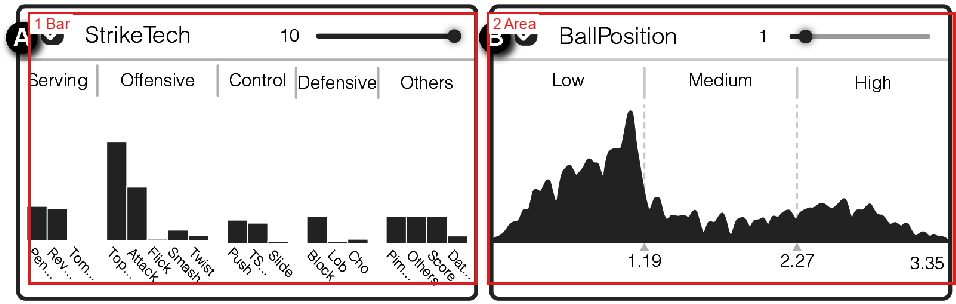 1 Bar
A StrikeTech 10
Serving Offensive Control Defensive Others
Pen... Rev... Tom... Top... Attack Flick Smash Twist Push TS... Slide Block Lob Cho Pim... Others Score Dat...
2 Area
B BallPosition 1
Low Medium High
1.19 2.27 3.35